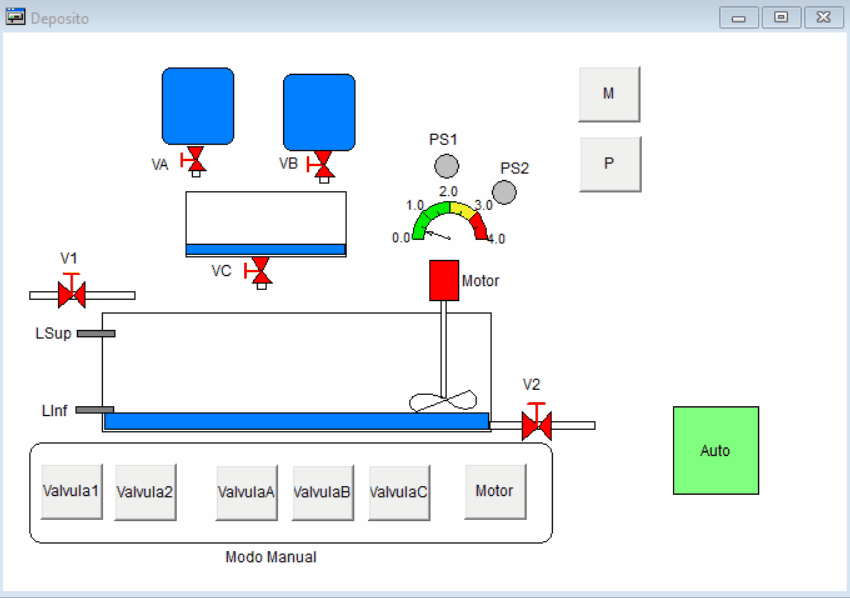 Deposito
M
PS1
VA
VB
P
PS2
2.0
1.0
3.0
0.0
4.0
V1
VC
Motor
LSup
LInf
V2
Auto
Valvula1
Valvula2
ValvulaA
ValvulaB
ValvulaC
Motor
Modo Manual